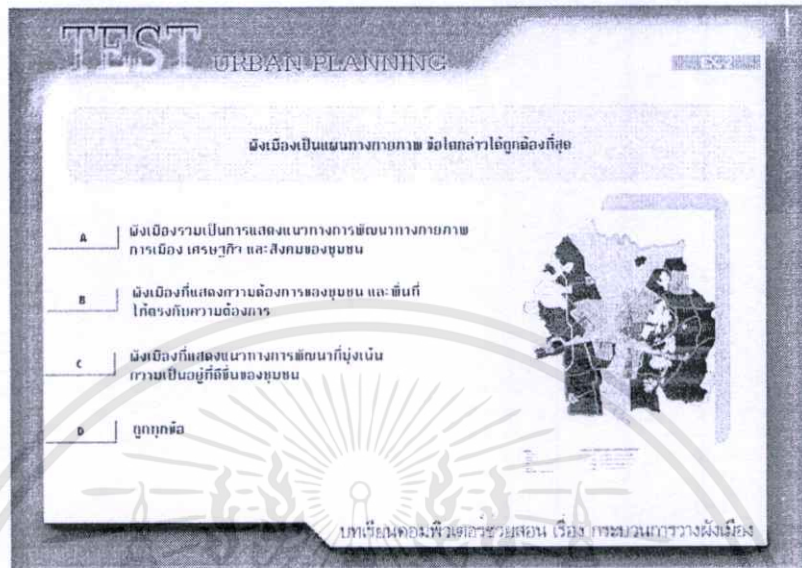 TEST
URBAN PLANNING
ผังเมืองเป็นแผนทางกายภาพ ข้อใดกล่าวได้ถูกต้องที่สุด
A
ผังเมืองรวมเป็นการแสดงแนวทางการพัฒนาทางกายภาพ
การเมือง เศรษฐกิจ และสังคมของชุมชน
B
ผังเมืองที่แสดงความต้องการของชุมชน และพื้นที่
ให้ตรงกับความต้องการ
C
ผังเมืองที่แสดงแนวทางการพัฒนาที่มุ่งเน้น
ความเป็นอยู่ที่ดีขึ้นของชุมชน
D
ถูกทุกข้อ
บทเรียนคอมพิวเตอร์ช่วยสอน เรื่อง กระบวนการวางผังเมือง